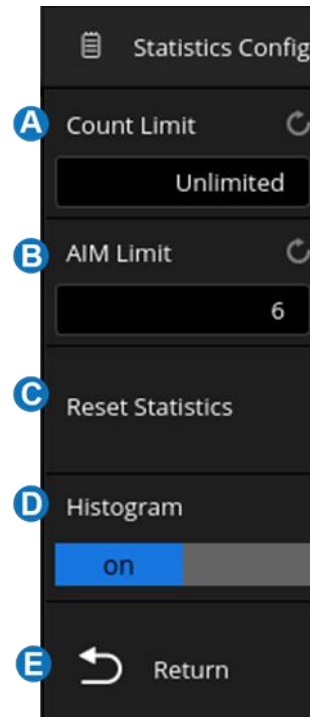 Statistics Config
A Count Limit
Unlimited
B AIM Limit
6
C Reset Statistics
D Histogram
on
E Return